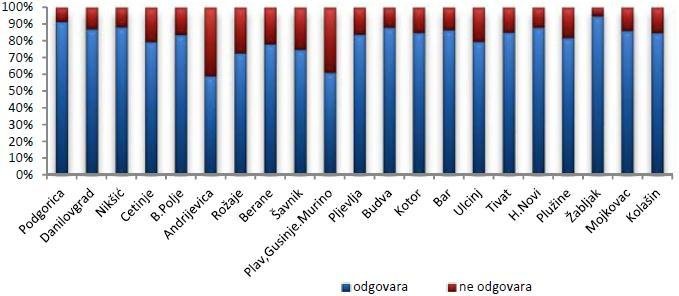 100%
90%
80%
70%
60%
50%
40%
30%
20%
10%
0%
Podgorica
Danilovgrad
Nikšić
Cetinje
B.Polje
Andrijevica
Rožaje
Berane
Šavnik
Plav,Gusinje.Murino
Pljevlja
Budva
Kotor
Bar
Ulcinj
Tivat
H.Novi
Plužine
Žabljak
Mojkovac
Kolašin
odgovara
ne odgovara